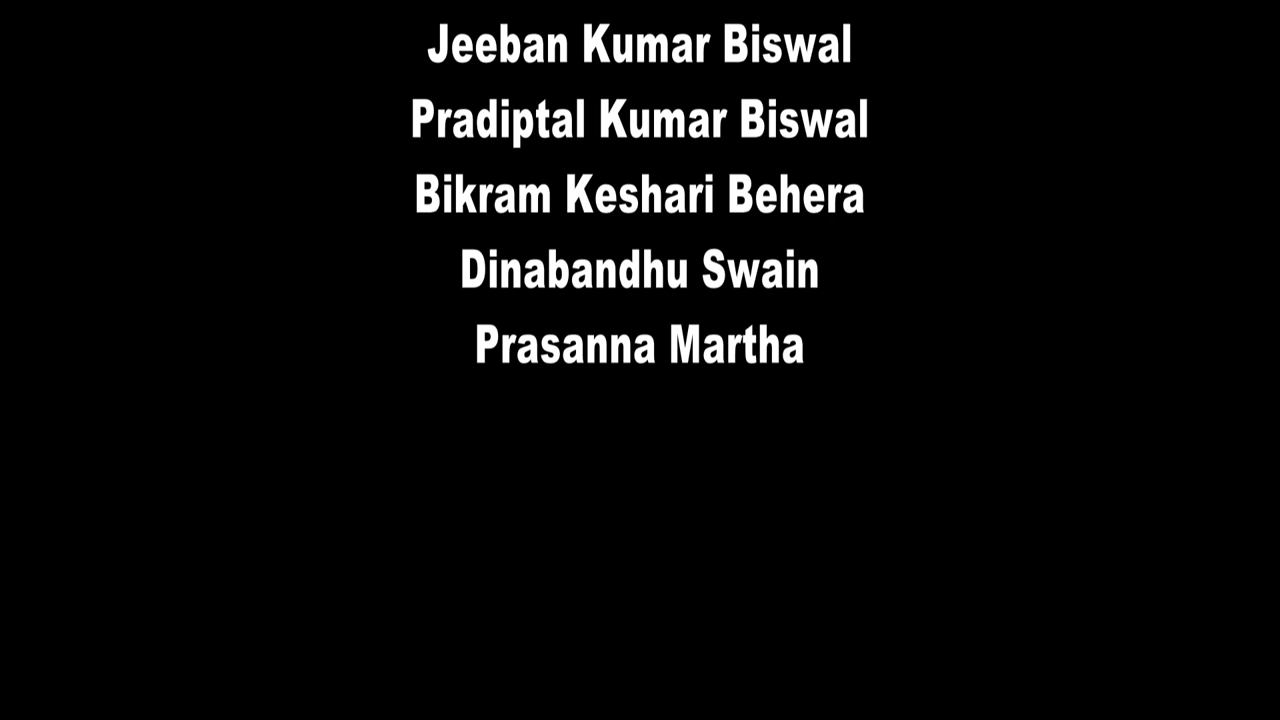 Jeeban Kumar Biswal
Pradiptal Kumar Biswal
Bikram Keshari Behera
Dinabandhu Swain
Prasanna Martha